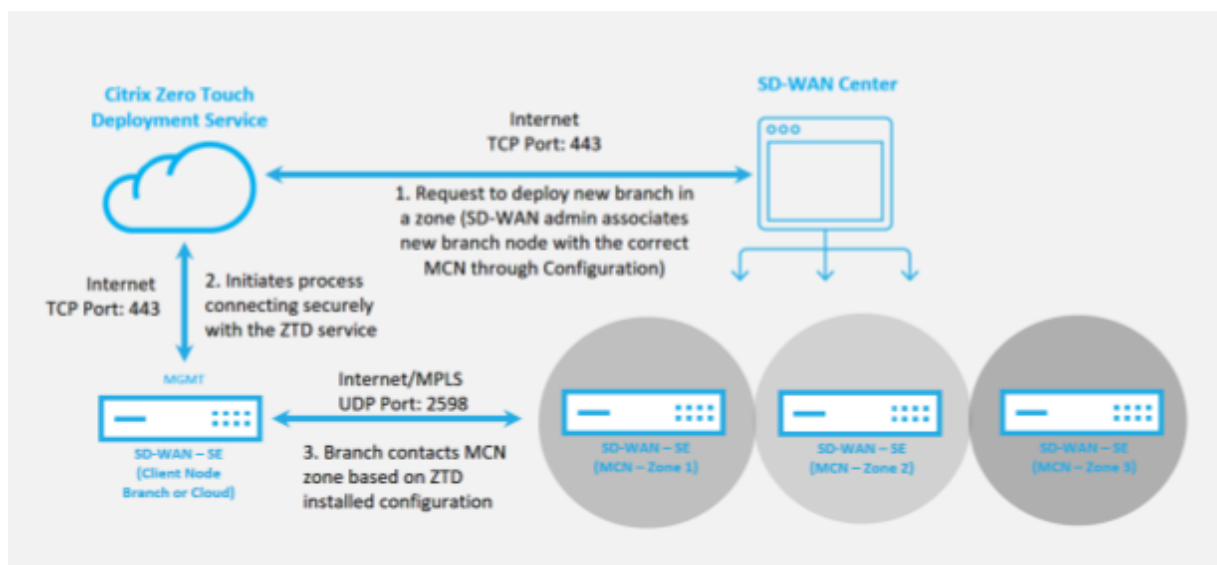 Citrix Zero Touch
Deployment Service
SD-WAN Center
Internet
TCP Port: 443
1. Request to deploy new branch in
a zone (SD-WAN admin associates
new branch node with the correct
MCN through Configuration)
Internet
TCP Port: 443
2. Initiates process
connecting securely
with the ZTD service
MGMT
SD-WAN – SE
(Client Node
Branch or Cloud)
Internet/MPLS
UDP Port: 2598
3. Branch contacts MCN
zone based on ZTD
installed configuration
SD-WAN – SE
(MCN – Zone 1)
SD-WAN – SE
(MCN – Zone 2)
SD-WAN – SE
(MCN – Zone 3)